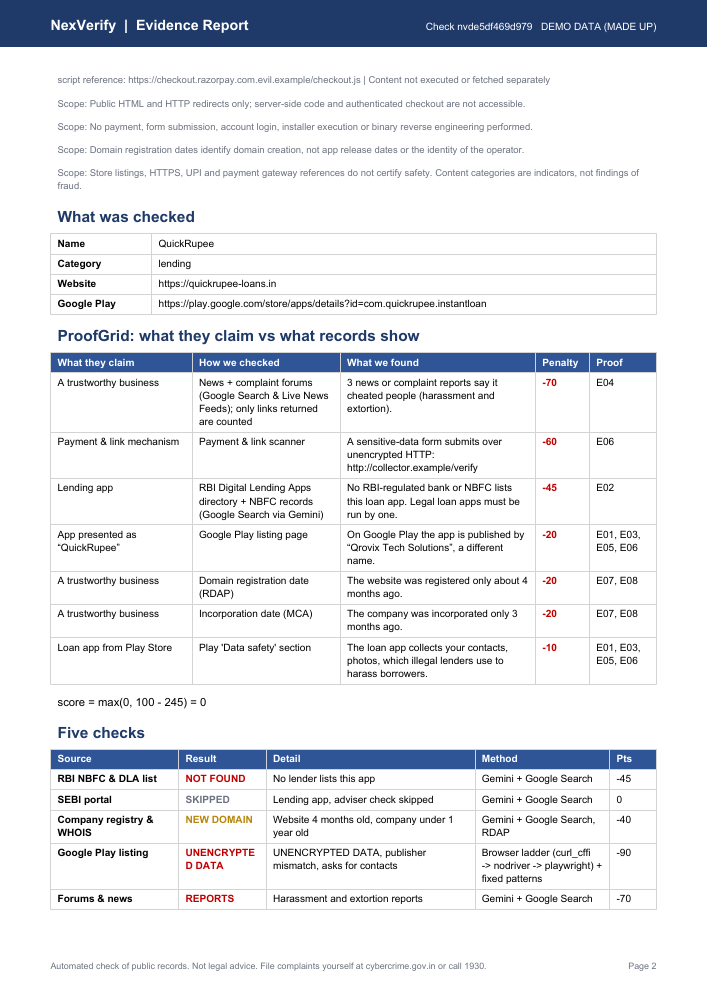 NexVerify | Evidence Report
Check nvde5df469d979 DEMO DATA (MADE UP)
script reference: https://checkout.razorpay.com.evil.example/checkout.js | Content not executed or fetched separately
Scope: Public HTML and HTTP redirects only; server-side code and authenticated checkout are not accessible.
Scope: No payment, form submission, account login, installer execution or binary reverse engineering performed.
Scope: Domain registration dates identify domain creation, not app release dates or the identity of the operator.
Scope: Store listings, HTTPS, UPI and payment gateway references do not certify safety. Content categories are indicators, not findings of
fraud.
What was checked
Name QuickRupee
Category lending
Website https://quickrupee-loans.in
Google Play https://play.google.com/store/apps/details?id=com.quickrupee.instantloan
ProofGrid: what they claim vs what records show
What they claim How we checked What we found Penalty Proof
A trustworthy business News + complaint forums 3 news or complaint reports say it -70 E04
(Google Search & Live News cheated people (harassment and
Feeds); only links returned extortion).
are counted
Payment & link mechanism Payment & link scanner A sensitive-data form submits over -60 E06
unencrypted HTTP:
http://collector.example/verify
Lending app RBI Digital Lending Apps No RBI-regulated bank or NBFC lists -45 E02
directory + NBFC records this loan app. Legal loan apps must be
(Google Search via Gemini) run by one.
App presented as Google Play listing page On Google Play the app is published by -20 E01, E03,
“QuickRupee” “Qrovix Tech Solutions”, a different E05, E06
name.
A trustworthy business Domain registration date The website was registered only about 4 -20 E07, E08
(RDAP) months ago.
A trustworthy business Incorporation date (MCA) The company was incorporated only 3 -20 E07, E08
months ago.
Loan app from Play Store Play 'Data safety' section The loan app collects your contacts, -10 E01, E03,
photos, which illegal lenders use to E05, E06
harass borrowers.
score = max(0, 100 - 245) = 0
Five checks
Source Result Detail Method Pts
RBI NBFC & DLA list NOT FOUND No lender lists this app Gemini + Google Search -45
SEBI portal SKIPPED Lending app, adviser check skipped Gemini + Google Search 0
Company registry & NEW DOMAIN Website 4 months old, company under 1 Gemini + Google Search, -40
WHOIS year old RDAP
Google Play listing UNENCRYPTE UNENCRYPTED DATA, publisher Browser ladder (curl_cffi -90
D DATA mismatch, asks for contacts -> nodriver -> playwright) +
fixed patterns
Forums & news REPORTS Harassment and extortion reports Gemini + Google Search -70
Automated check of public records. Not legal advice. File complaints yourself at cybercrime.gov.in or call 1930.
Page 2